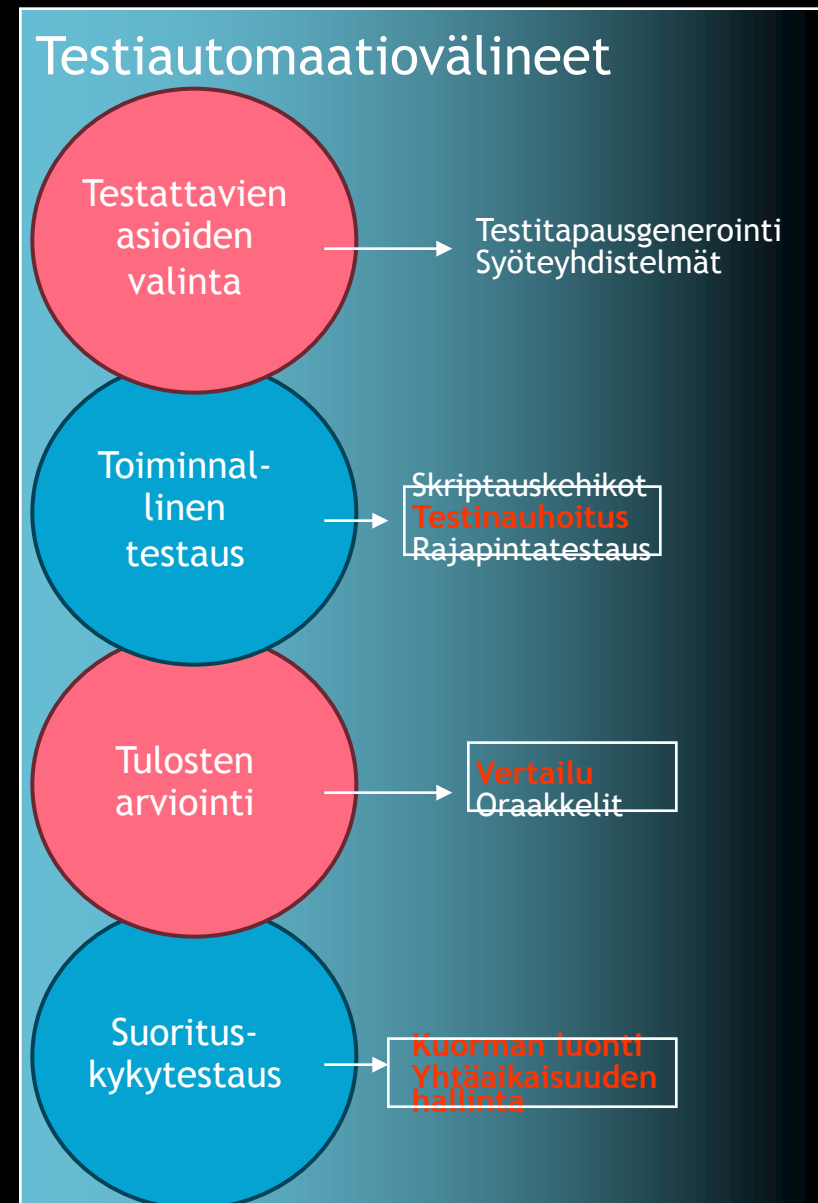 Testiautomaatiovälineet
Testattavien
asioiden
valinta
Testitapausgenerointi
Syöteyhdistelmät
Toiminnal-
linen
testaus
Skriptauskehikot
Testinauhoitus
Rajapintatestaus
Tulosten
arviointi
Vertailu
Oraakkelit
Suoritus-
kykytestaus
Kuorman luonti
Yhtäaikaisuuden
hallinta